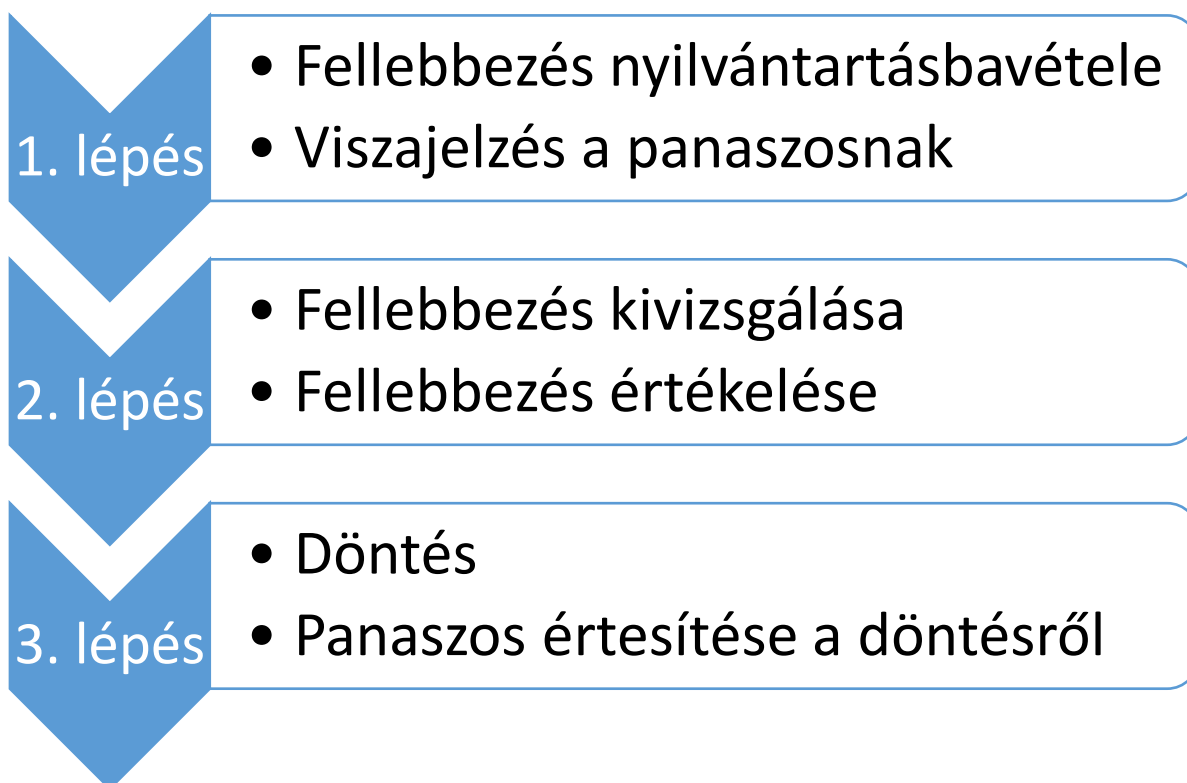 1. lépés
• Fellebbezés nyilvántartásbavétele
• Viszajelzés a panaszosnak
2. lépés
• Fellebbezés kivizsgálása
• Fellebbezés értékelése
3. lépés
• Döntés
• Panaszos értesítése a döntésről